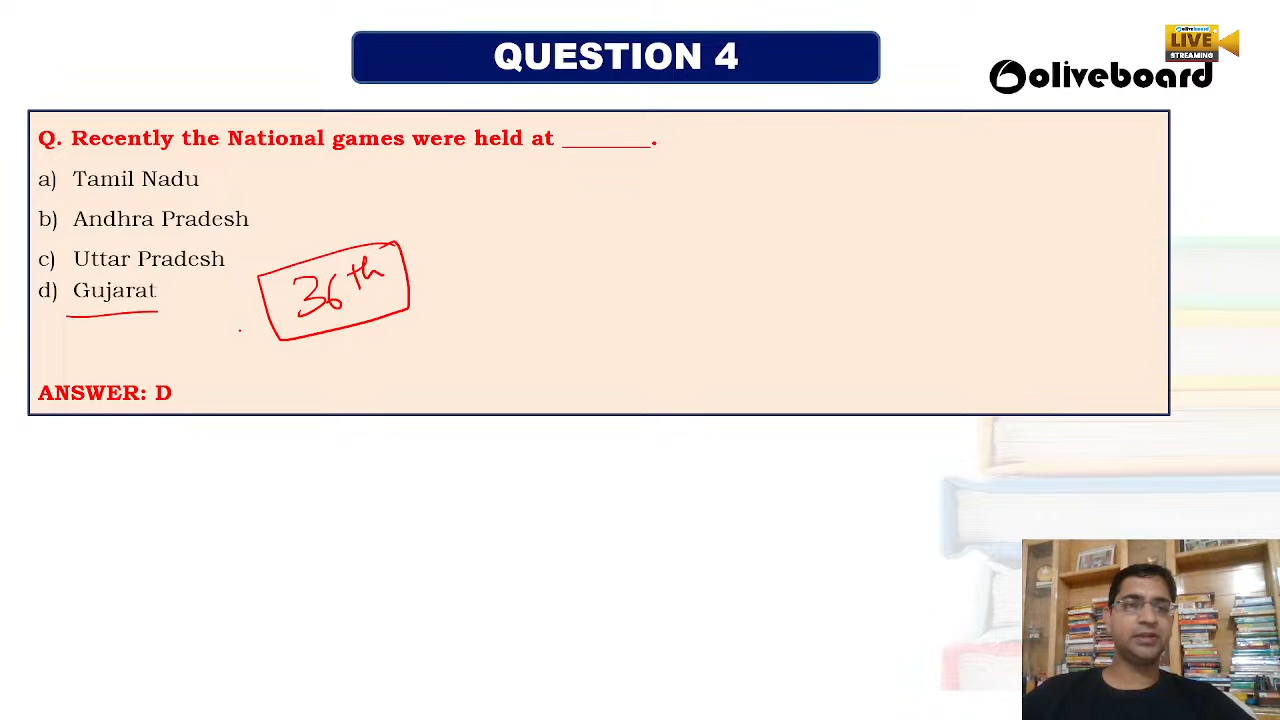 QUESTION 4
oliveboard
LIVE
STREAMING
oliveboard
Q. Recently the National games were held at ________.
a) Tamil Nadu
b) Andhra Pradesh
c) Uttar Pradesh
d) Gujarat
36th
ANSWER: D